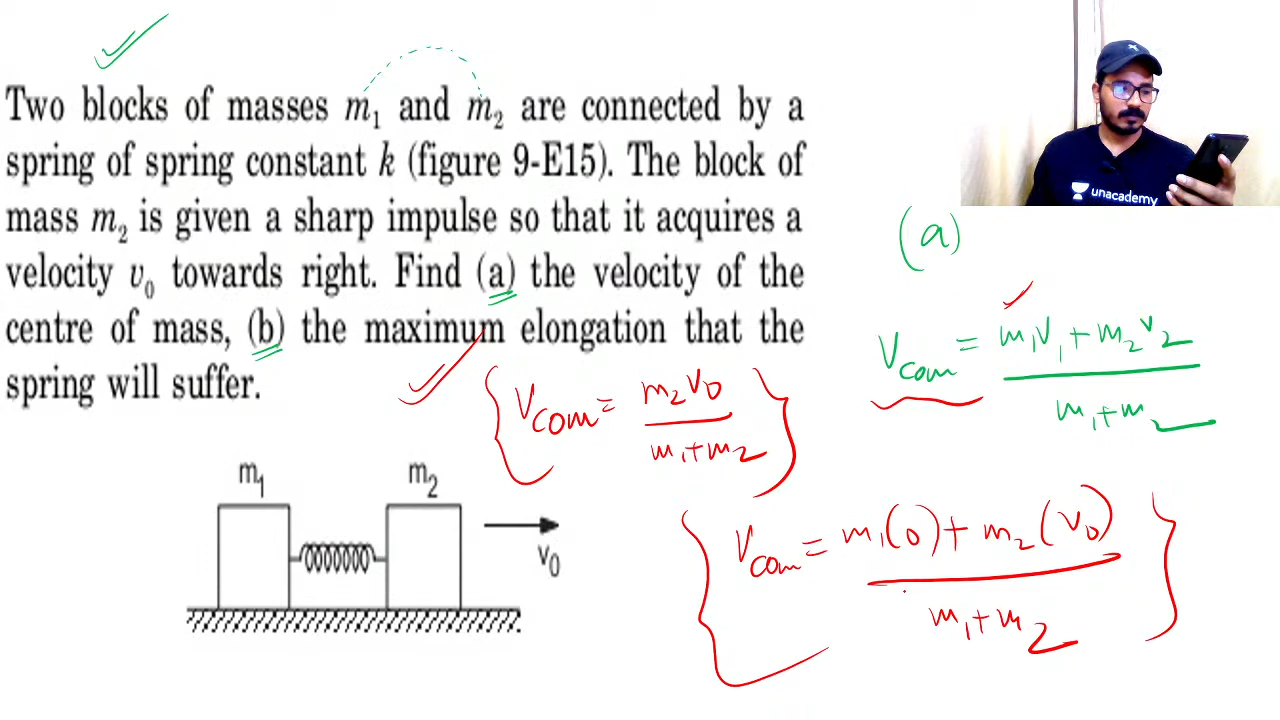 Two blocks of masses m₁ and m₂ are connected by a
spring of spring constant k (figure 9-E15). The block of
mass m₂ is given a sharp impulse so that it acquires a
velocity v₀ towards right. Find (a) the velocity of the
centre of mass, (b) the maximum elongation that the
spring will suffer.
m₁ m₂
v₀
unacademy
(a)
V_com = (m₁v₁ + m₂v₂) / (m₁ + m₂)
V_com = m₂v₀ / (m₁ + m₂)
V_com = (m₁(0) + m₂(v₀)) / (m₁ + m₂)